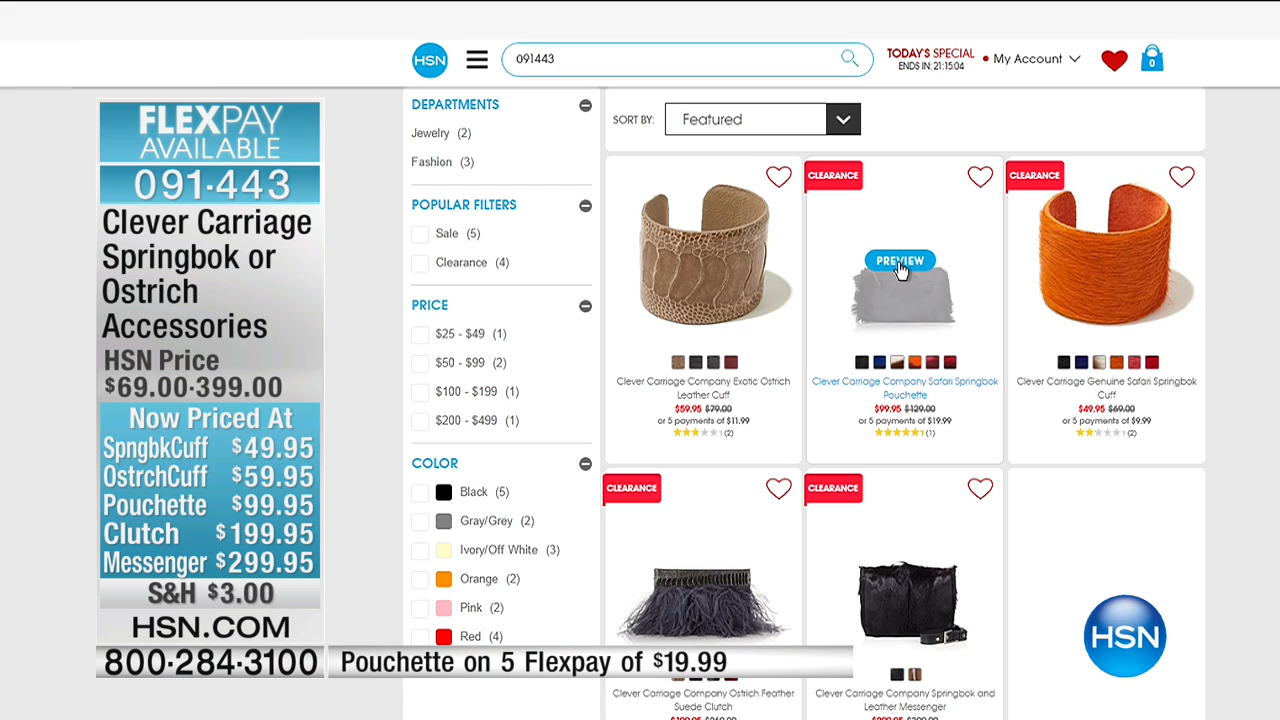 HSN
091443
TODAY'S SPECIAL
ENDS IN: 21:15:04
My Account
0
FLEXPAY
AVAILABLE
091·443
Clever Carriage
Springbok or
Ostrich
Accessories
HSN Price
$69.00-399.00
Now Priced At
SpngbkCuff $49.95
OstrchCuff $59.95
Pouchette $99.95
Clutch $199.95
Messenger $299.95
S&H $3.00
HSN.COM
800·284·3100
Pouchette on 5 Flexpay of $19.99
DEPARTMENTS
Jewelry (2)
Fashion (3)
POPULAR FILTERS
Sale (5)
Clearance (4)
PRICE
$25 - $49 (1)
$50 - $99 (2)
$100 - $199 (1)
$200 - $499 (1)
COLOR
Black (5)
Gray/Grey (2)
Ivory/Off White (3)
Orange (2)
Pink (2)
Red (4)
SORT BY: Featured
Clever Carriage Company Exotic Ostrich
Leather Cuff
$59.95 $79.00
or 5 payments of $11.99
(2)
CLEARANCE
PREVIEW
Clever Carriage Company Safari Springbok
Pouchette
$99.95 $129.00
or 5 payments of $19.99
(1)
CLEARANCE
Clever Carriage Genuine Safari Springbok
Cuff
$49.95 $69.00
or 5 payments of $9.99
(2)
CLEARANCE
Clever Carriage Company Ostrich Feather
Suede Clutch
CLEARANCE
Clever Carriage Company Springbok and
Leather Messenger
HSN